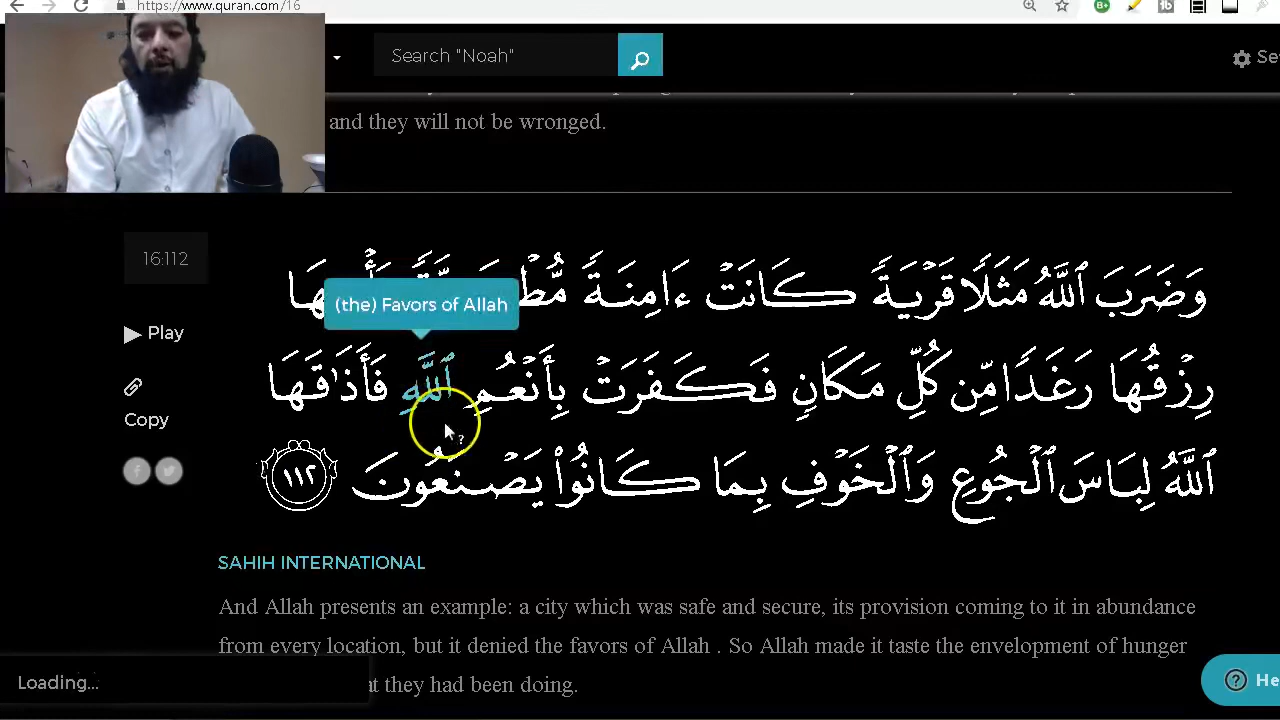 https://www.quran.com/16
Search "Noah"
and they will not be wronged.
16:112
(the) Favors of Allah
وَضَرَبَ ٱللَّهُ مَثَلًا قَرْيَةً كَانَتْ ءَامِنَةً
رِزْقُهَا رَغَدًا مِّن كُلِّ مَكَانٍ فَكَفَرَتْ بِأَنْعُمِ ٱللَّهِ فَأَذَٰقَهَا
ٱللَّهُ لِبَاسَ ٱلْجُوعِ وَٱلْخَوْفِ بِمَا كَانُوا۟ يَصْنَعُونَ ١١٢
Play
Copy
SAHIH INTERNATIONAL
And Allah presents an example: a city which was safe and secure, its provision coming to it in abundance
from every location, but it denied the favors of Allah . So Allah made it taste the envelopment of hunger
they had been doing.
Loading...